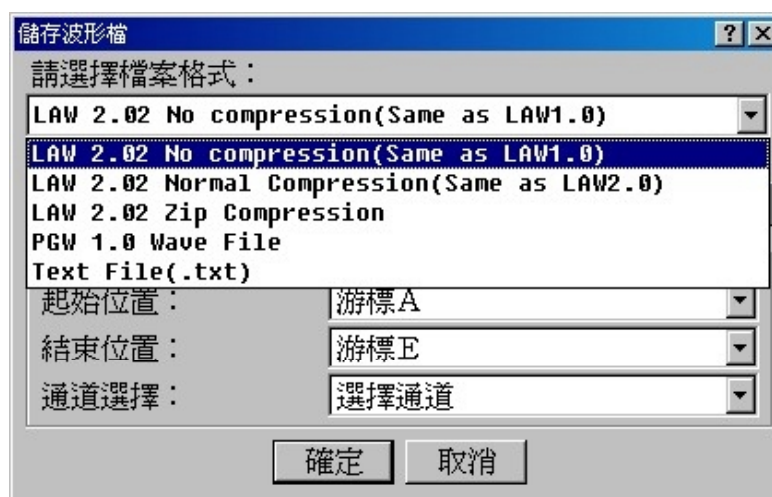 儲存波形檔
請選擇檔案格式：
LAW 2.02 No compression(Same as LAW1.0)
LAW 2.02 No compression(Same as LAW1.0)
LAW 2.02 Normal Compression(Same as LAW2.0)
LAW 2.02 Zip Compression
PGW 1.0 Wave File
Text File(.txt)
起始位置： 游標A
結束位置： 游標E
通道選擇： 選擇通道
確定 取消